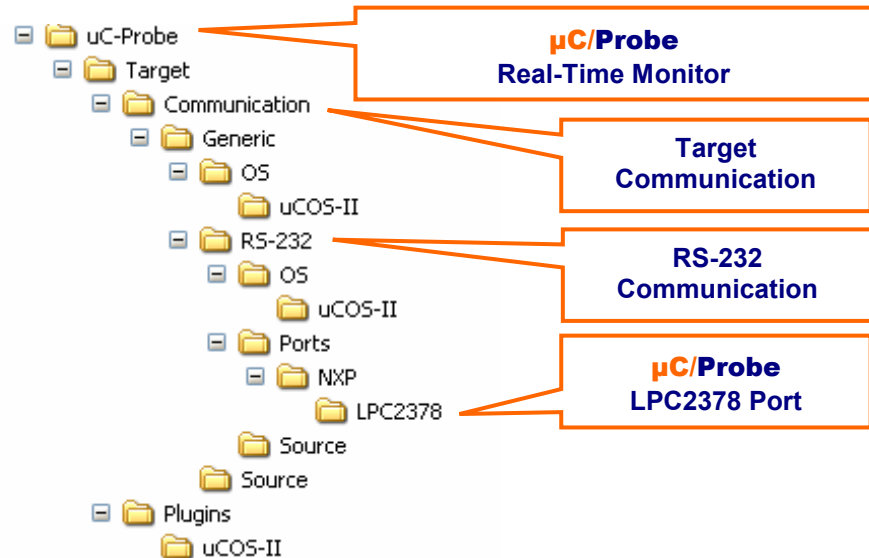 uC-Probe
Target
Communication
Generic
OS
uCOS-II
RS-232
OS
uCOS-II
Ports
NXP
LPC2378
Source
Source
Plugins
uCOS-II
µC/Probe
Real-Time Monitor
Target
Communication
RS-232
Communication
µC/Probe
LPC2378 Port